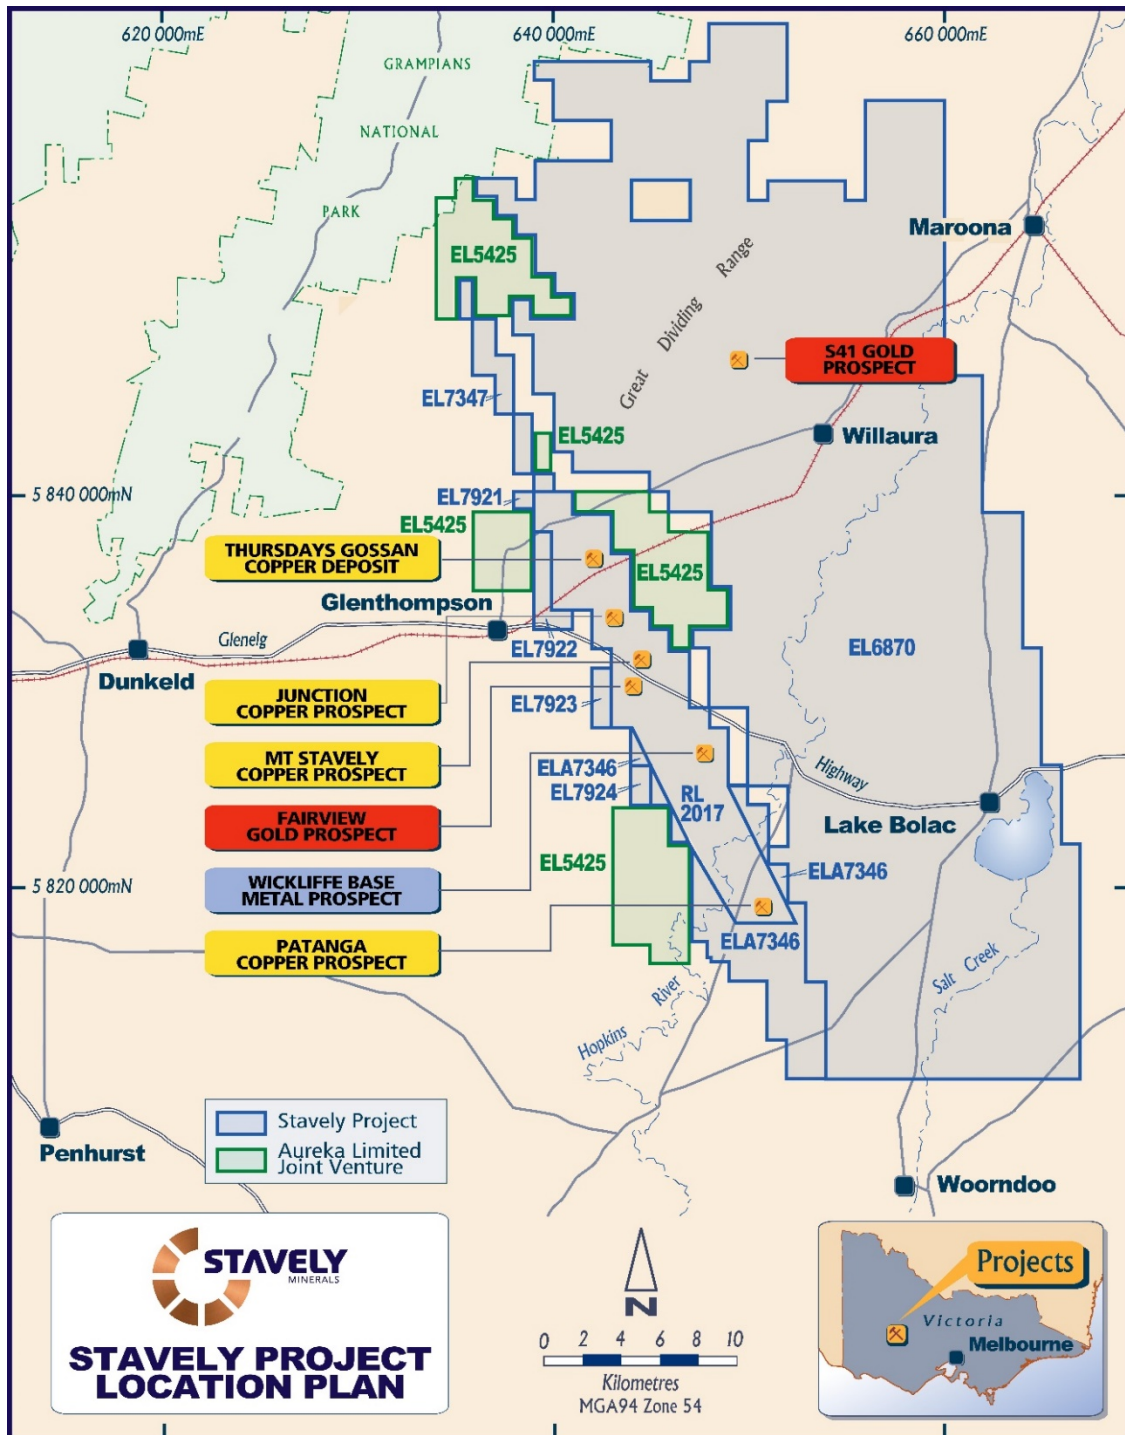 620 000mE
640 000mE
660 000mE
GRAMPIANS
NATIONAL
PARK
Maroona
EL5425
Great Dividing Range
S41 GOLD
PROSPECT
EL7347
EL5425
Willaura
5 840 000mN
EL7921
EL5425
THURSDAYS GOSSAN
COPPER DEPOSIT
EL5425
Glenthompson
Glenelg
EL7922
EL6870
Dunkeld
JUNCTION
COPPER PROSPECT
EL7923
MT STAVELY
COPPER PROSPECT
ELA7346
Highway
EL7924
RL
2017
Lake Bolac
FAIRVIEW
GOLD PROSPECT
EL5425
ELA7346
5 820 000mN
WICKLIFFE BASE
METAL PROSPECT
PATANGA
COPPER PROSPECT
ELA7346
Salt Creek
Hopkins River
Stavely Project
Aureka Limited
Joint Venture
Penhurst
Woorndoo
STAVELY
MINERALS
STAVELY PROJECT
LOCATION PLAN
N
0 2 4 6 8 10
Kilometres
MGA94 Zone 54
Projects
Victoria
Melbourne